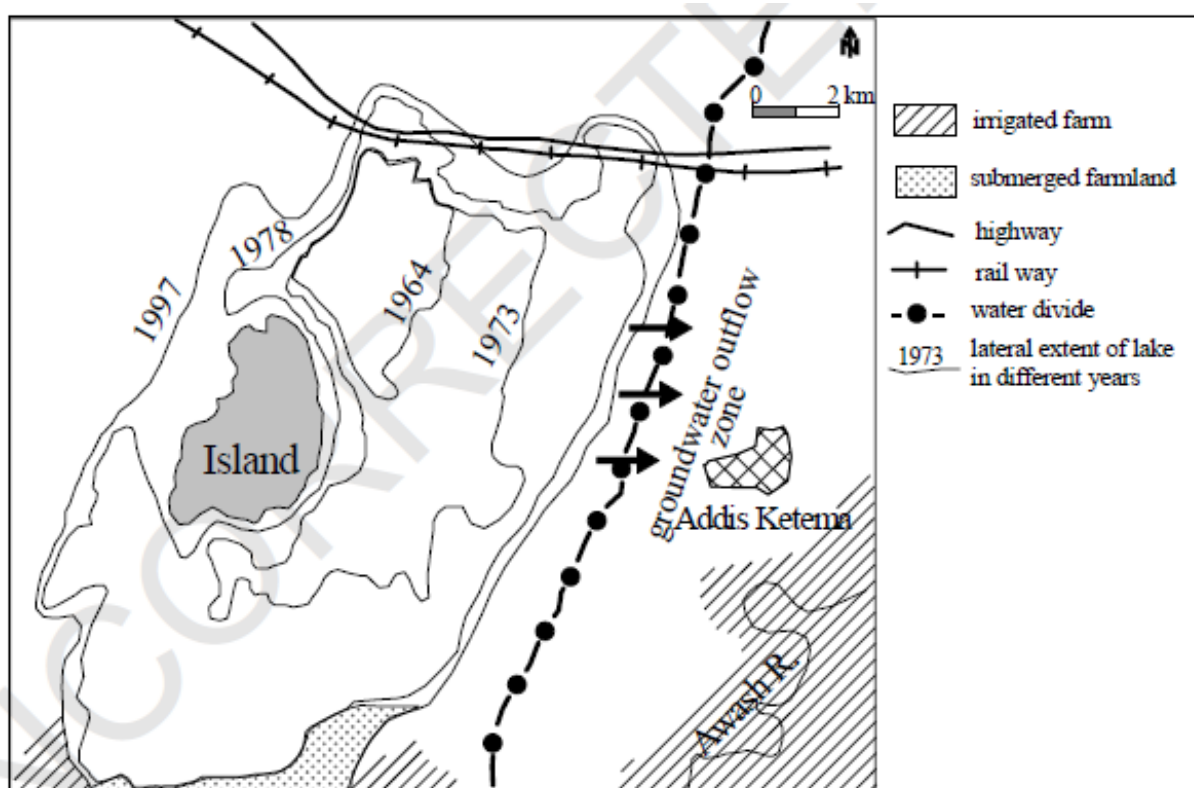 N
0 2 km
1978
1997
1964
1973
Island
groundwater outflow
zone
Addis Ketema
Awash R.
irrigated farm
submerged farmland
highway
rail way
water divide
1973 lateral extent of lake
in different years
NCORRECTE